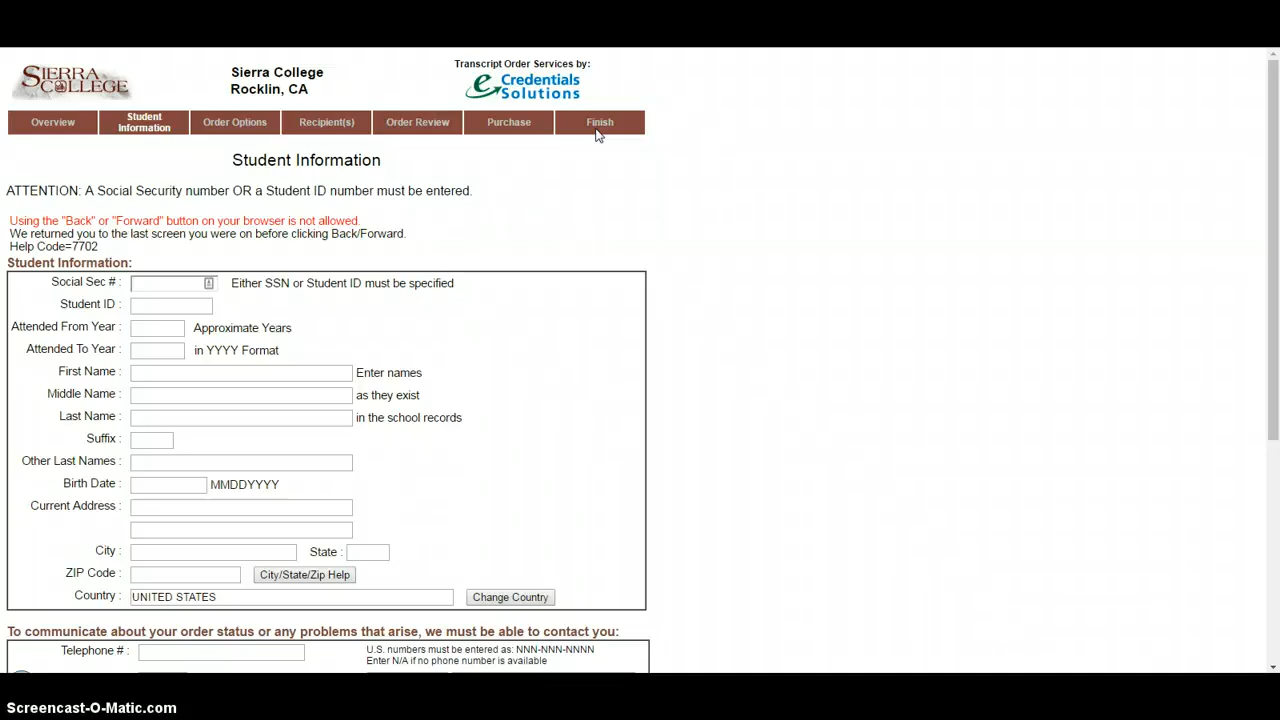 SIERRA
COLLEGE
Sierra College
Rocklin, CA
Transcript Order Services by:
e Credentials
Solutions
Overview
Student
Information
Order Options
Recipient(s)
Order Review
Purchase
Finish
Student Information
ATTENTION: A Social Security number OR a Student ID number must be entered.
Using the "Back" or "Forward" button on your browser is not allowed.
We returned you to the last screen you were on before clicking Back/Forward.
Help Code=7702
Student Information:
Social Sec # : Either SSN or Student ID must be specified
Student ID :
Attended From Year : Approximate Years
Attended To Year : in YYYY Format
First Name : Enter names
Middle Name : as they exist
Last Name : in the school records
Suffix :
Other Last Names :
Birth Date : MMDDYYYY
Current Address :
City : State :
ZIP Code : City/State/Zip Help
Country : UNITED STATES Change Country
To communicate about your order status or any problems that arise, we must be able to contact you:
Telephone # : U.S. numbers must be entered as: NNN-NNN-NNNN
Enter N/A if no phone number is available
Screencast-O-Matic.com